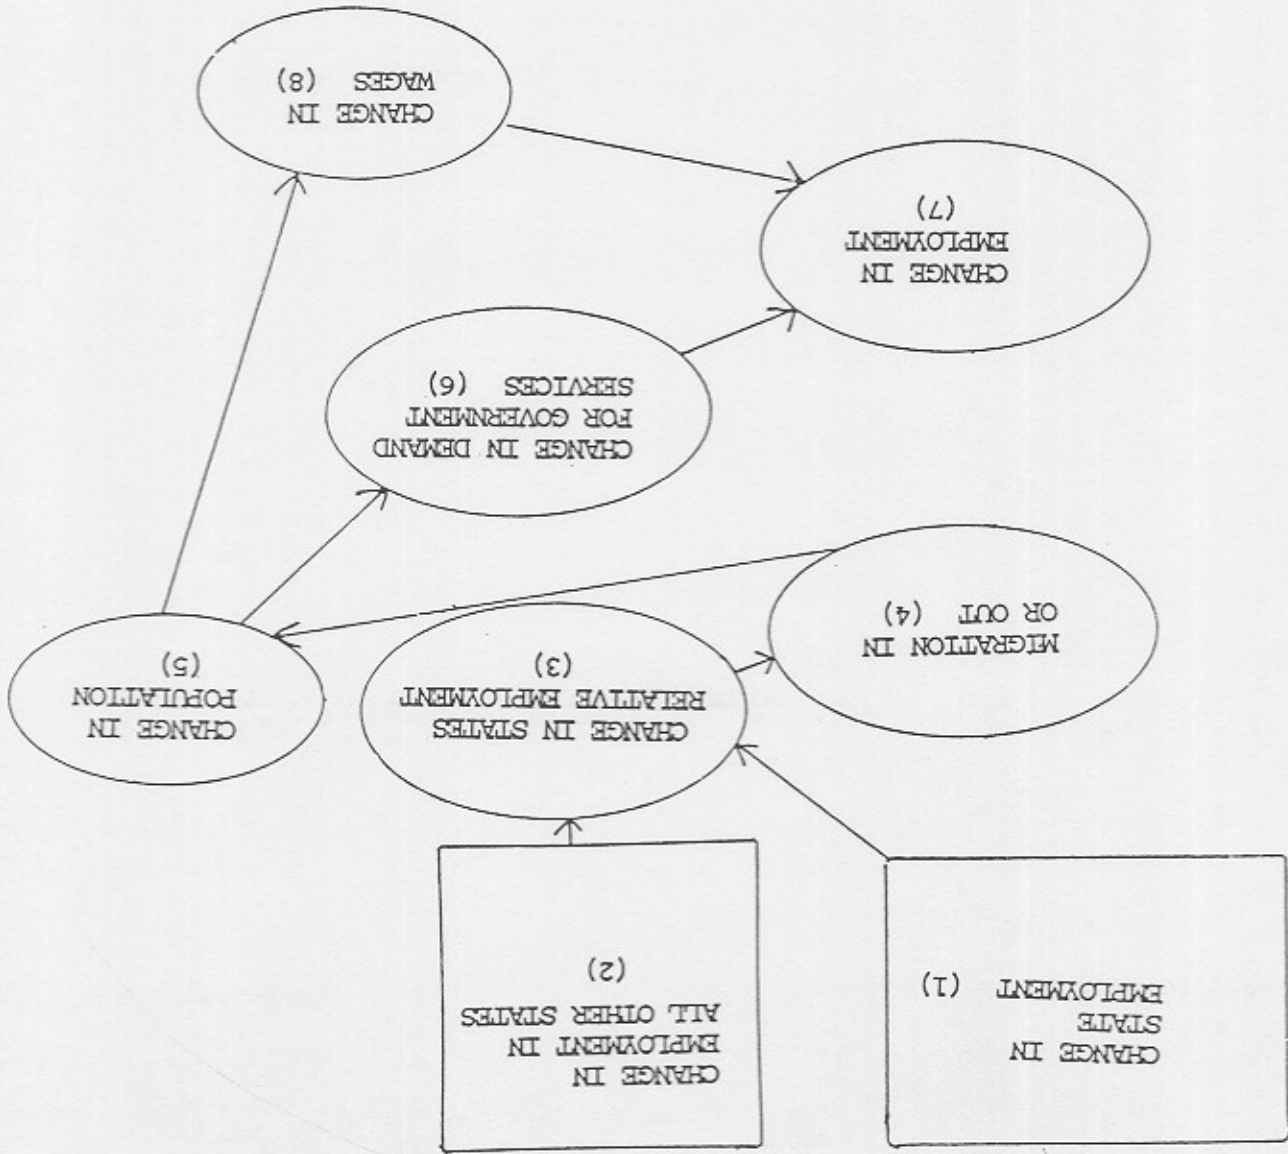 CHANGE IN
STATE
EMPLOYMENT (1)
CHANGE IN
EMPLOYMENT IN
ALL OTHER STATES
(2)
CHANGE IN STATES
RELATIVE EMPLOYMENT
(3)
MIGRATION IN
OR OUT (4)
CHANGE IN
POPULATION
(5)
CHANGE IN DEMAND
FOR GOVERNMENT
SERVICES (6)
CHANGE IN
EMPLOYMENT
(7)
CHANGE IN
WAGES (8)